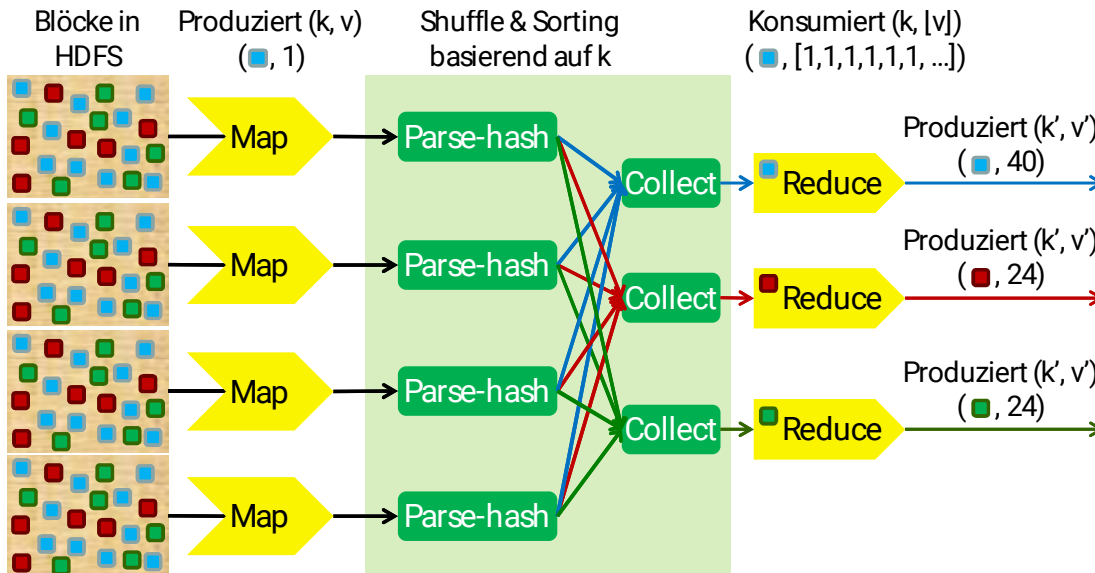 Blöcke in
HDFS
Produziert (k, v)
( , 1)
Shuffle & Sorting
basierend auf k
Konsumiert (k, [v])
( , [1,1,1,1,1,1, ...])
Map
Parse-hash
Map
Parse-hash
Map
Parse-hash
Map
Parse-hash
Collect
Collect
Collect
Reduce
Reduce
Reduce
Produziert (k’, v’)
( , 40)
Produziert (k’, v’)
( , 24)
Produziert (k’, v’)
( , 24)